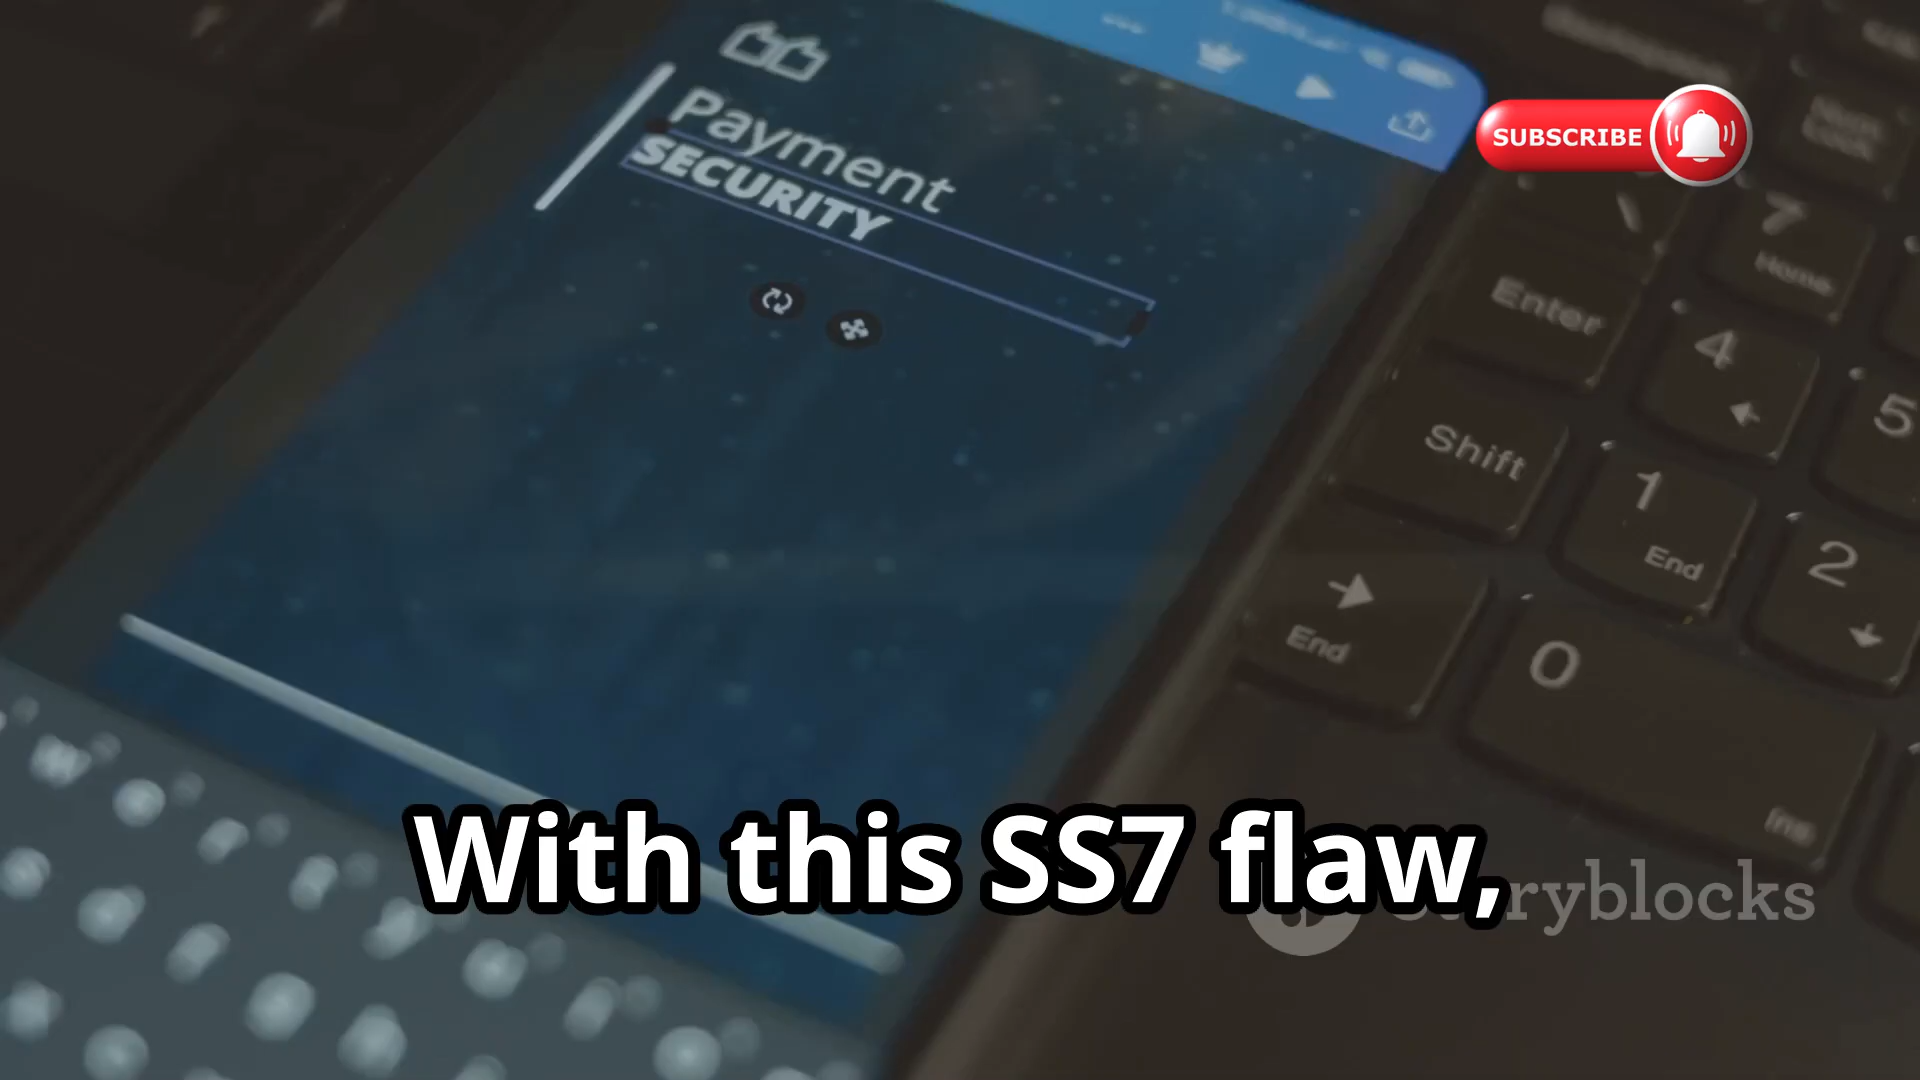 Payment
SECURITY
SUBSCRIBE
7
Home
Enter
4
5
Shift
1
End
2
End
0
Ins
With this SS7 flaw,
ryblocks